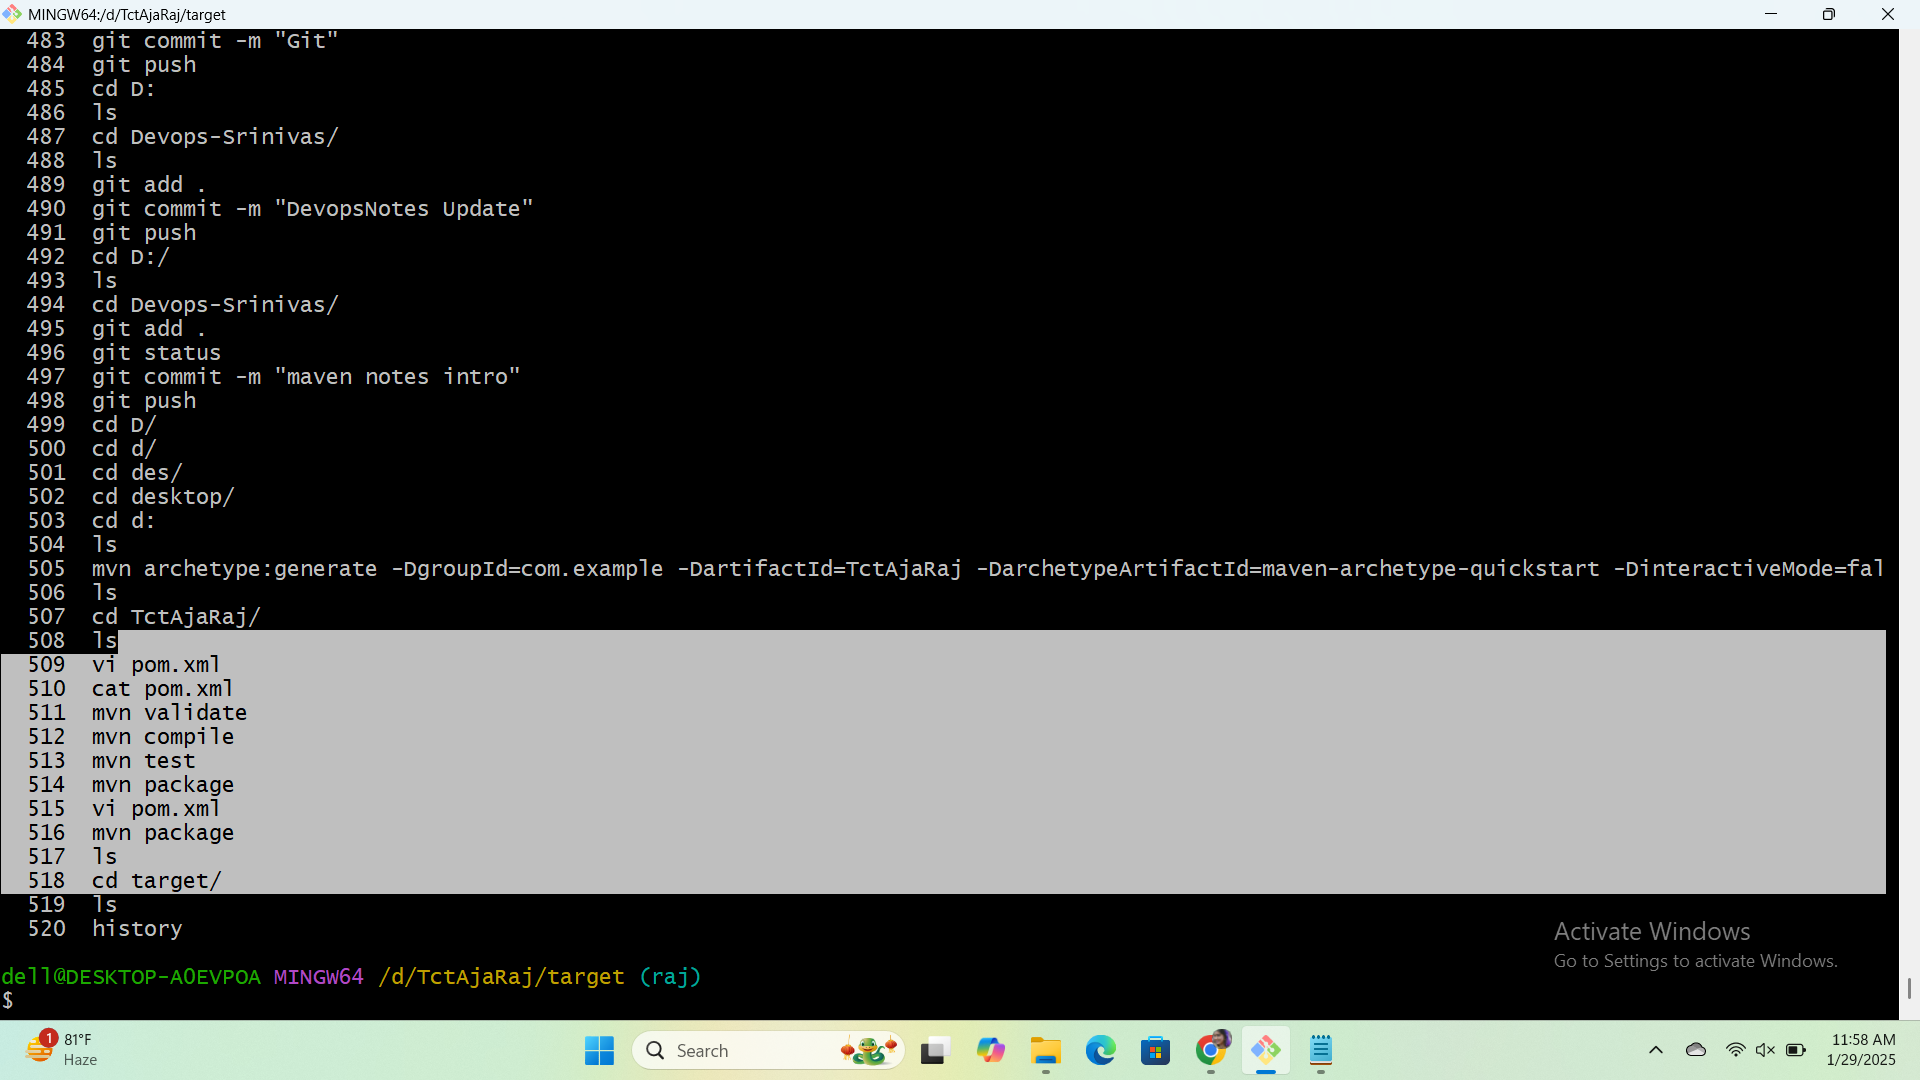 MINGW64:/d/TctAjaRaj/target
483 git commit -m "Git"
484 git push
485 cd D:
486 ls
487 cd Devops-Srinivas/
488 ls
489 git add .
490 git commit -m "DevopsNotes Update"
491 git push
492 cd D:/
493 ls
494 cd Devops-Srinivas/
495 git add .
496 git status
497 git commit -m "maven notes intro"
498 git push
499 cd D/
500 cd d/
501 cd des/
502 cd desktop/
503 cd d:
504 ls
505 mvn archetype:generate -DgroupId=com.example -DartifactId=TctAjaRaj -DarchetypeArtifactId=maven-archetype-quickstart -DinteractiveMode=fal
506 ls
507 cd TctAjaRaj/
508 ls
509 vi pom.xml
510 cat pom.xml
511 mvn validate
512 mvn compile
513 mvn test
514 mvn package
515 vi pom.xml
516 mvn package
517 ls
518 cd target/
519 ls
520 history
Activate Windows
Go to Settings to activate Windows.
dell@DESKTOP-A0EVPOA MINGW64 /d/TctAjaRaj/target (raj)
$
1
81°F
Haze
Search
11:58 AM
1/29/2025